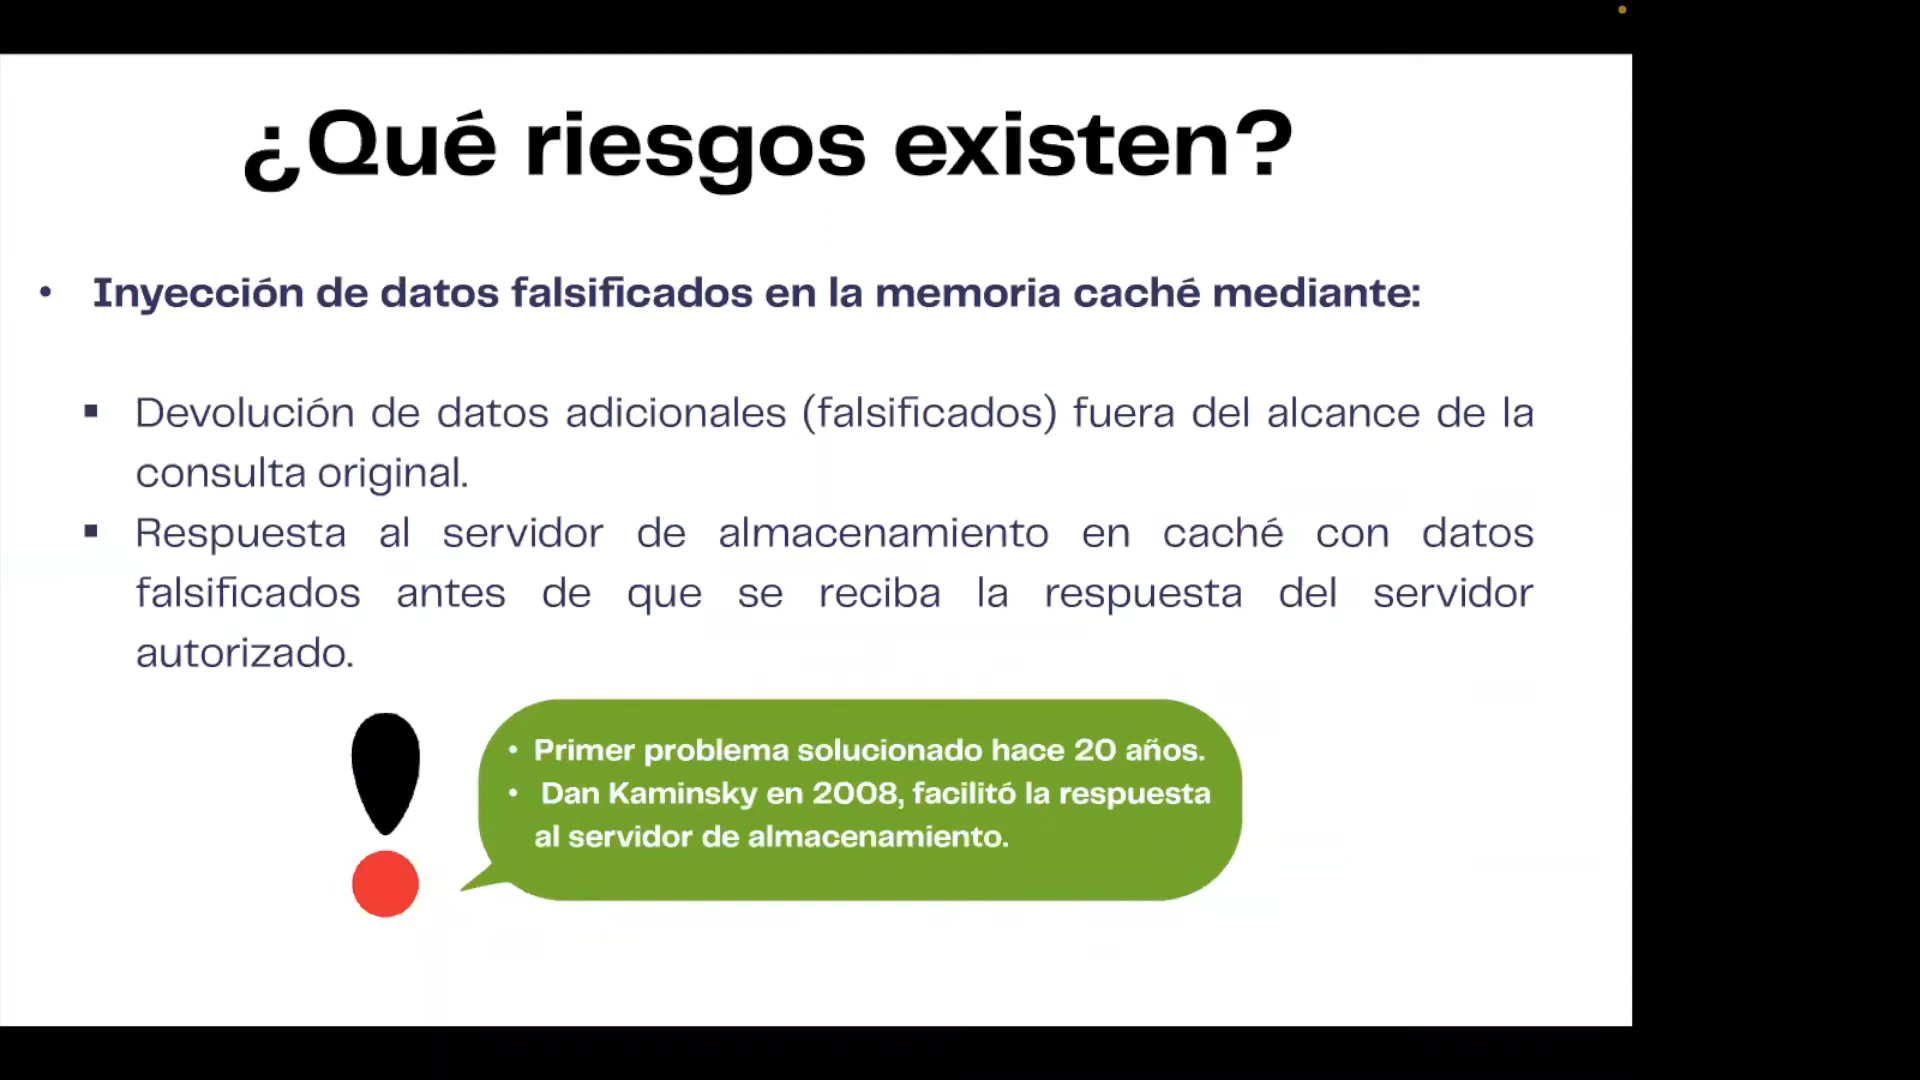 ¿Qué riesgos existen?
• Inyección de datos falsificados en la memoria caché mediante:
▪ Devolución de datos adicionales (falsificados) fuera del alcance de la
consulta original.
▪ Respuesta al servidor de almacenamiento en caché con datos
falsificados antes de que se reciba la respuesta del servidor
autorizado.
• Primer problema solucionado hace 20 años.
• Dan Kaminsky en 2008, facilitó la respuesta
al servidor de almacenamiento.